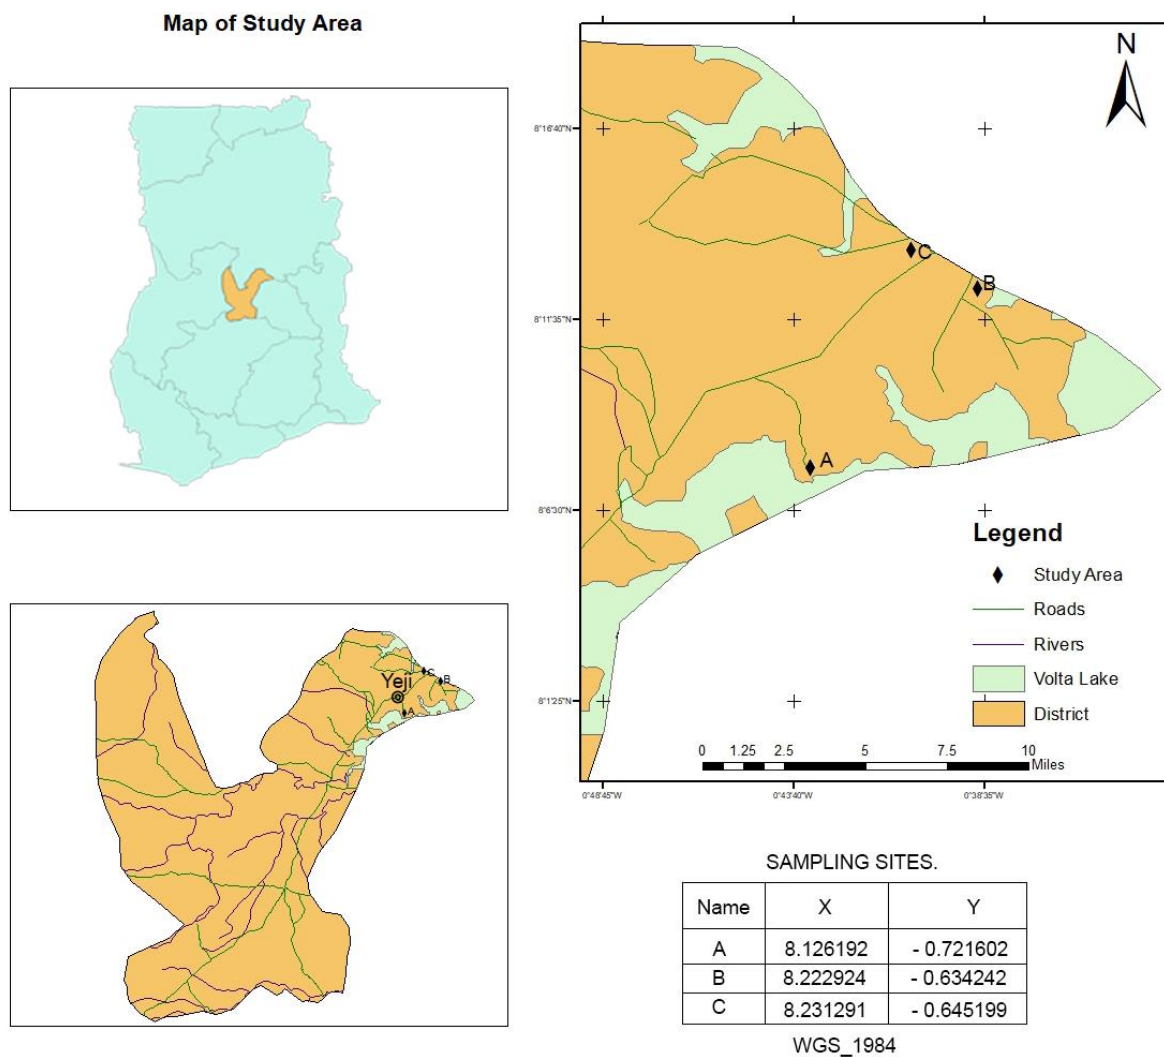 Map of Study Area
N
8°16'40"N
8°11'35"N
8°6'30"N
8°1'25"N
0°48'45"W
0°43'40"W
0°38'35"W
C
B
A
Legend
Study Area
Roads
Rivers
Volta Lake
District
0 1.25 2.5 5 7.5 10
Miles
Yeji
C
B
A
SAMPLING SITES.
Name X Y
A 8.126192 - 0.721602
B 8.222924 - 0.634242
C 8.231291 - 0.645199
WGS_1984